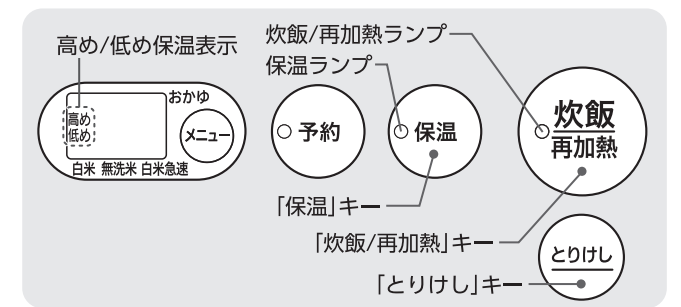 炊飯/再加熱ランプ
高め/低め保温表示
保温ランプ
おかゆ
高め
低め
メニュー
予約
保温
炊飯
再加熱
白米 無洗米 白米急速
「保温」キー
「炊飯/再加熱」キー
とりけし
「とりけし」キー